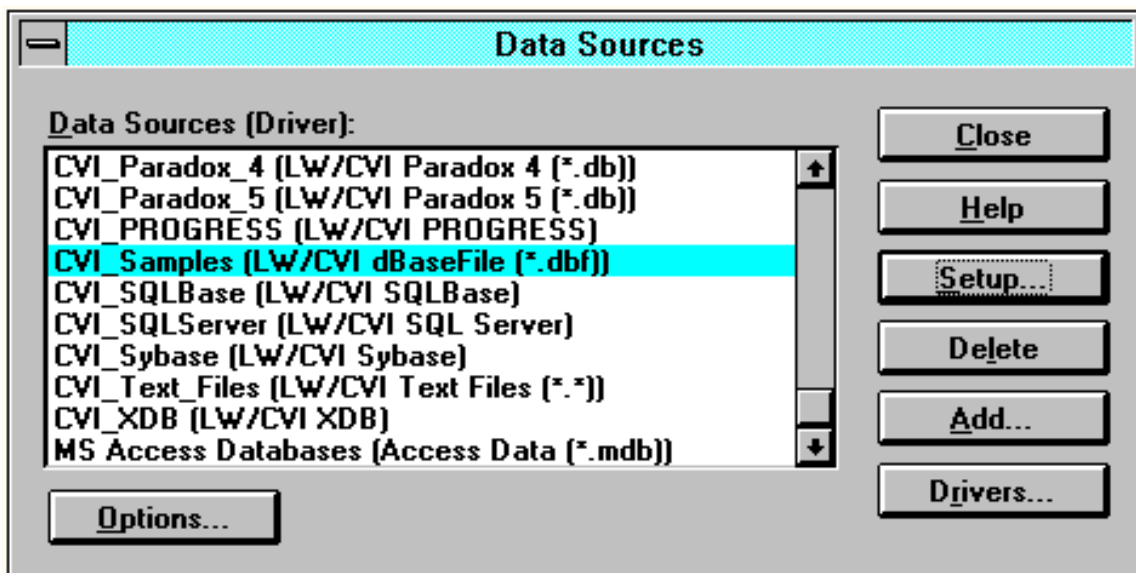 Data Sources
Data Sources (Driver):
CVI_Paradox_4 (LW/CVI Paradox 4 (*.db))
CVI_Paradox_5 (LW/CVI Paradox 5 (*.db))
CVI_PROGRESS (LW/CVI PROGRESS)
CVI_Samples (LW/CVI dBaseFile (*.dbf))
CVI_SQLBase (LW/CVI SQLBase)
CVI_SQLServer (LW/CVI SQL Server)
CVI_Sybase (LW/CVI Sybase)
CVI_Text_Files (LW/CVI Text Files (*.*))
CVI_XDB (LW/CVI XDB)
MS Access Databases (Access Data (*.mdb))
Options...
Close
Help
Setup...
Delete
Add...
Drivers...